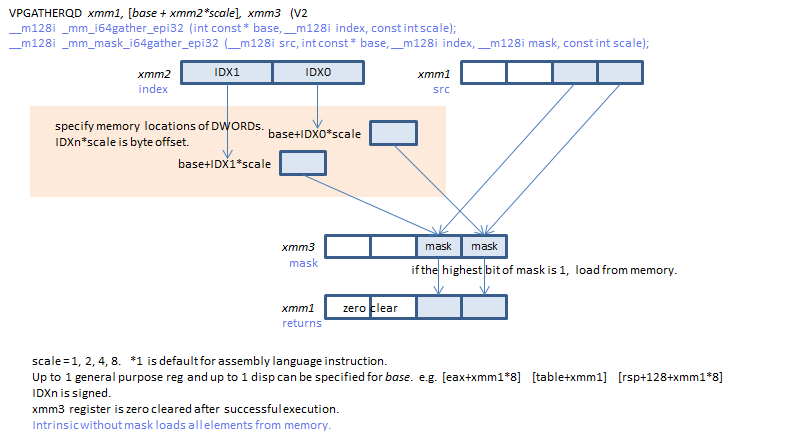 VPGATHERQD xmm1, [base + xmm2*scale], xmm3 (V2
__m128i _mm_i64gather_epi32 (int const * base, __m128i index, const int scale);
__m128i _mm_mask_i64gather_epi32 (__m128i src, int const * base, __m128i index, __m128i mask, const int scale);
xmm2 IDX1 IDX0 xmm1
index src
specify memory locations of DWORDs.
IDXn*scale is byte offset.
base+IDX0*scale
base+IDX1*scale
xmm3 mask mask
mask
if the highest bit of mask is 1, load from memory.
xmm1 zero clear
returns
scale = 1, 2, 4, 8. *1 is default for assembly language instruction.
Up to 1 general purpose reg and up to 1 disp can be specified for base. e.g. [eax+xmm1*8] [table+xmm1] [rsp+128+xmm1*8]
IDXn is signed.
xmm3 register is zero cleared after successful execution.
Intrinsic without mask loads all elements from memory.